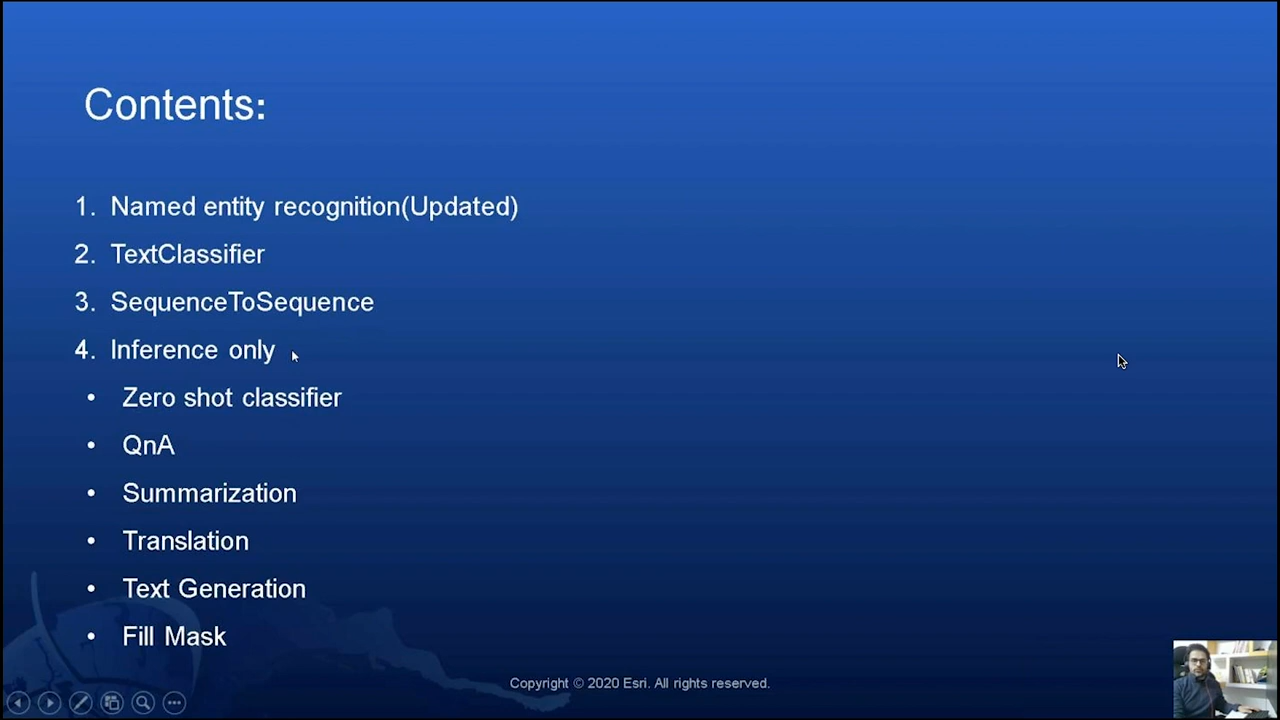 Contents:
1. Named entity recognition(Updated)
2. TextClassifier
3. SequenceToSequence
4. Inference only
• Zero shot classifier
• QnA
• Summarization
• Translation
• Text Generation
• Fill Mask
Copyright © 2020 Esri. All rights reserved.